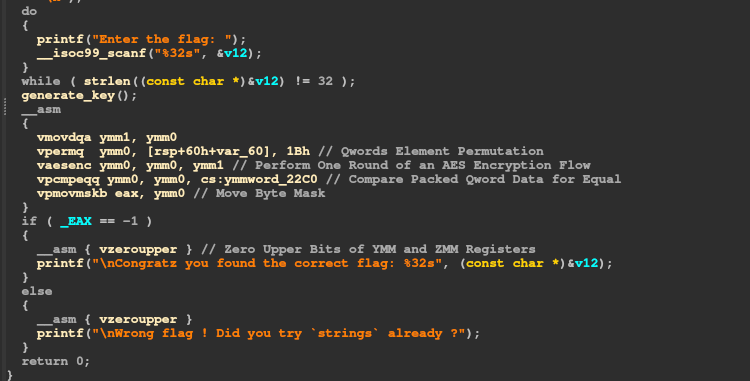 do
{
printf("Enter the flag: ");
__isoc99_scanf("%32s", &v12);
}
while ( strlen((const char *)&v12) != 32 );
generate_key();
__asm
{
vmovdqa ymm1, ymm0
vpermq  ymm0, [rsp+60h+var_60], 1Bh // Qwords Element Permutation
vaesenc ymm0, ymm0, ymm1 // Perform One Round of an AES Encryption Flow
vpcmpeqq ymm0, ymm0, cs:ymmword_22C0 // Compare Packed Qword Data for Equal
vpmovmskb eax, ymm0 // Move Byte Mask
}
if ( _EAX == -1 )
{
__asm { vzeroupper } // Zero Upper Bits of YMM and ZMM Registers
printf("\nCongratz you found the correct flag: %32s", (const char *)&v12);
}
else
{
__asm { vzeroupper }
printf("\nWrong flag ! Did you try `strings` already ?");
}
return 0;
}